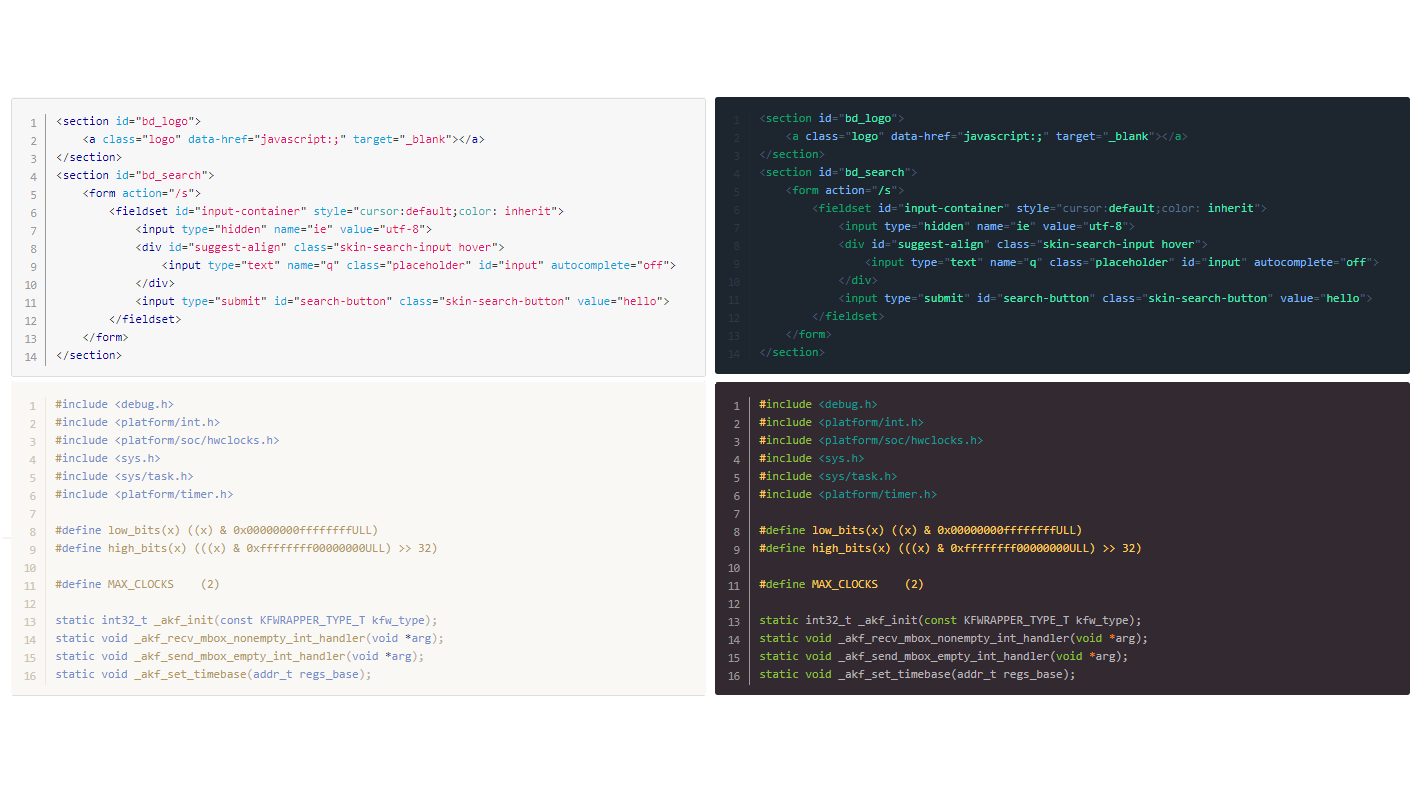 1 <section id="bd_logo">
2 <a class="logo" data-href="javascript:;" target="_blank"></a>
3 </section>
4 <section id="bd_search">
5 <form action="/s">
6 <fieldset id="input-container" style="cursor:default;color: inherit">
7 <input type="hidden" name="ie" value="utf-8">
8 <div id="suggest-align" class="skin-search-input hover">
9 <input type="text" name="q" class="placeholder" id="input" autocomplete="off">
10 </div>
11 <input type="submit" id="search-button" class="skin-search-button" value="hello">
12 </fieldset>
13 </form>
14 </section>
1 <section id="bd_logo">
2 <a class="logo" data-href="javascript:;" target="_blank"></a>
3 </section>
4 <section id="bd_search">
5 <form action="/s">
6 <fieldset id="input-container" style="cursor:default;color: inherit">
7 <input type="hidden" name="ie" value="utf-8">
8 <div id="suggest-align" class="skin-search-input hover">
9 <input type="text" name="q" class="placeholder" id="input" autocomplete="off">
10 </div>
11 <input type="submit" id="search-button" class="skin-search-button" value="hello">
12 </fieldset>
13 </form>
14 </section>
1 #include <debug.h>
2 #include <platform/int.h>
3 #include <platform/soc/hwclocks.h>
4 #include <sys.h>
5 #include <sys/task.h>
6 #include <platform/timer.h>
7
8 #define low_bits(x) ((x) & 0x00000000ffffffffULL)
9 #define high_bits(x) (((x) & 0xffffffff00000000ULL) >> 32)
10
11 #define MAX_CLOCKS    (2)
12
13 static int32_t _akf_init(const KFWRAPPER_TYPE_T kfw_type);
14 static void _akf_recv_mbox_nonempty_int_handler(void *arg);
15 static void _akf_send_mbox_empty_int_handler(void *arg);
16 static void _akf_set_timebase(addr_t regs_base);
1 #include <debug.h>
2 #include <platform/int.h>
3 #include <platform/soc/hwclocks.h>
4 #include <sys.h>
5 #include <sys/task.h>
6 #include <platform/timer.h>
7
8 #define low_bits(x) ((x) & 0x00000000ffffffffULL)
9 #define high_bits(x) (((x) & 0xffffffff00000000ULL) >> 32)
10
11 #define MAX_CLOCKS    (2)
12
13 static int32_t _akf_init(const KFWRAPPER_TYPE_T kfw_type);
14 static void _akf_recv_mbox_nonempty_int_handler(void *arg);
15 static void _akf_send_mbox_empty_int_handler(void *arg);
16 static void _akf_set_timebase(addr_t regs_base);